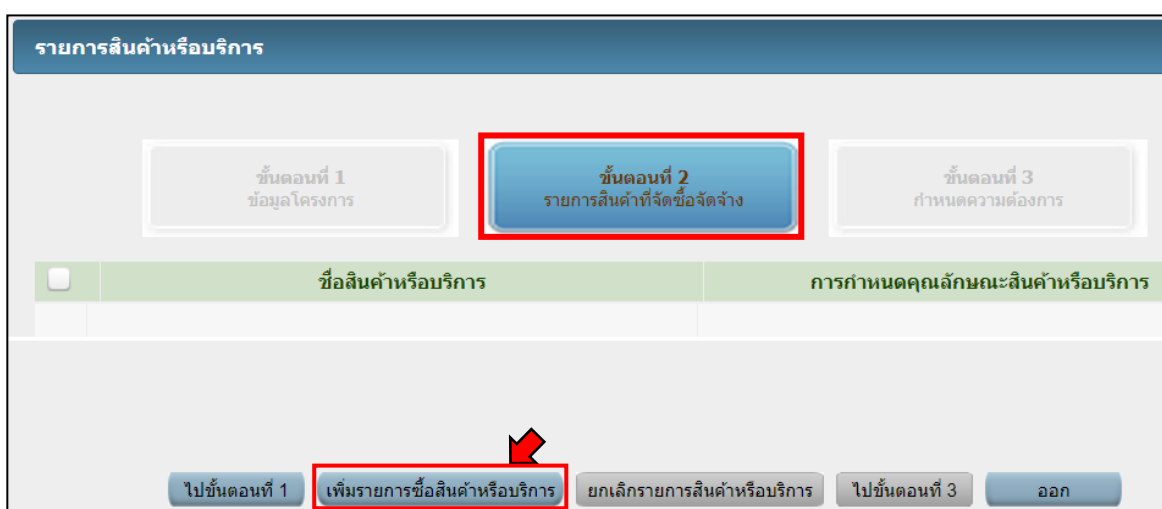 รายการสินค้าหรือบริการ
ขั้นตอนที่ 1
ข้อมูลโครงการ
ขั้นตอนที่ 2
รายการสินค้าที่จัดซื้อจัดจ้าง
ขั้นตอนที่ 3
กำหนดความต้องการ
ชื่อสินค้าหรือบริการ การกำหนดคุณลักษณะสินค้าหรือบริการ
ไปขั้นตอนที่ 1 เพิ่มรายการซื้อสินค้าหรือบริการ ยกเลิกรายการสินค้าหรือบริการ ไปขั้นตอนที่ 3 ออก